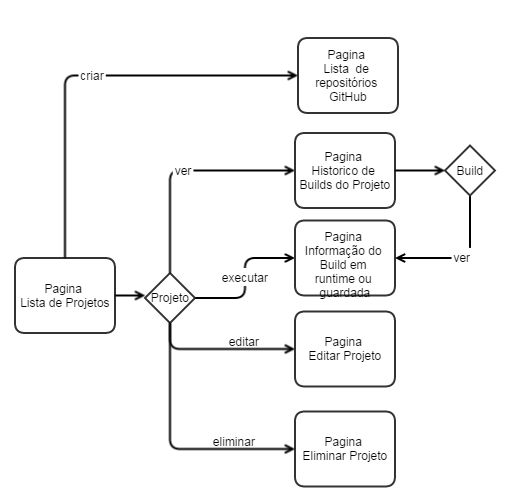 Pagina
Lista de
repositórios
GitHub
criar
Pagina
Historico de
Builds do Projeto
ver
Build
Pagina
Informação do
Build em
runtime ou
guardada
ver
executar
Pagina
Lista de Projetos
Projeto
editar
Pagina
Editar Projeto
eliminar
Pagina
Eliminar Projeto